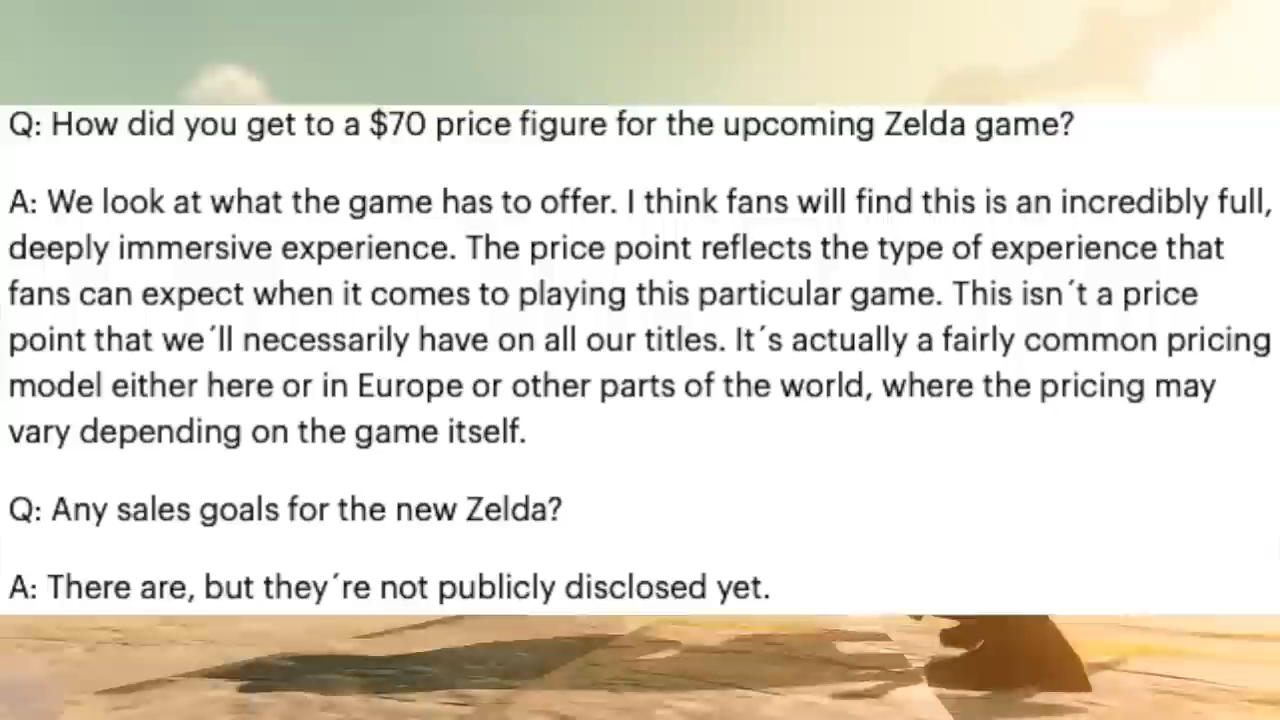 Q: How did you get to a $70 price figure for the upcoming Zelda game?
A: We look at what the game has to offer. I think fans will find this is an incredibly full,
deeply immersive experience. The price point reflects the type of experience that
fans can expect when it comes to playing this particular game. This isn´t a price
point that we´ll necessarily have on all our titles. It´s actually a fairly common pricing
model either here or in Europe or other parts of the world, where the pricing may
vary depending on the game itself.
Q: Any sales goals for the new Zelda?
A: There are, but they´re not publicly disclosed yet.